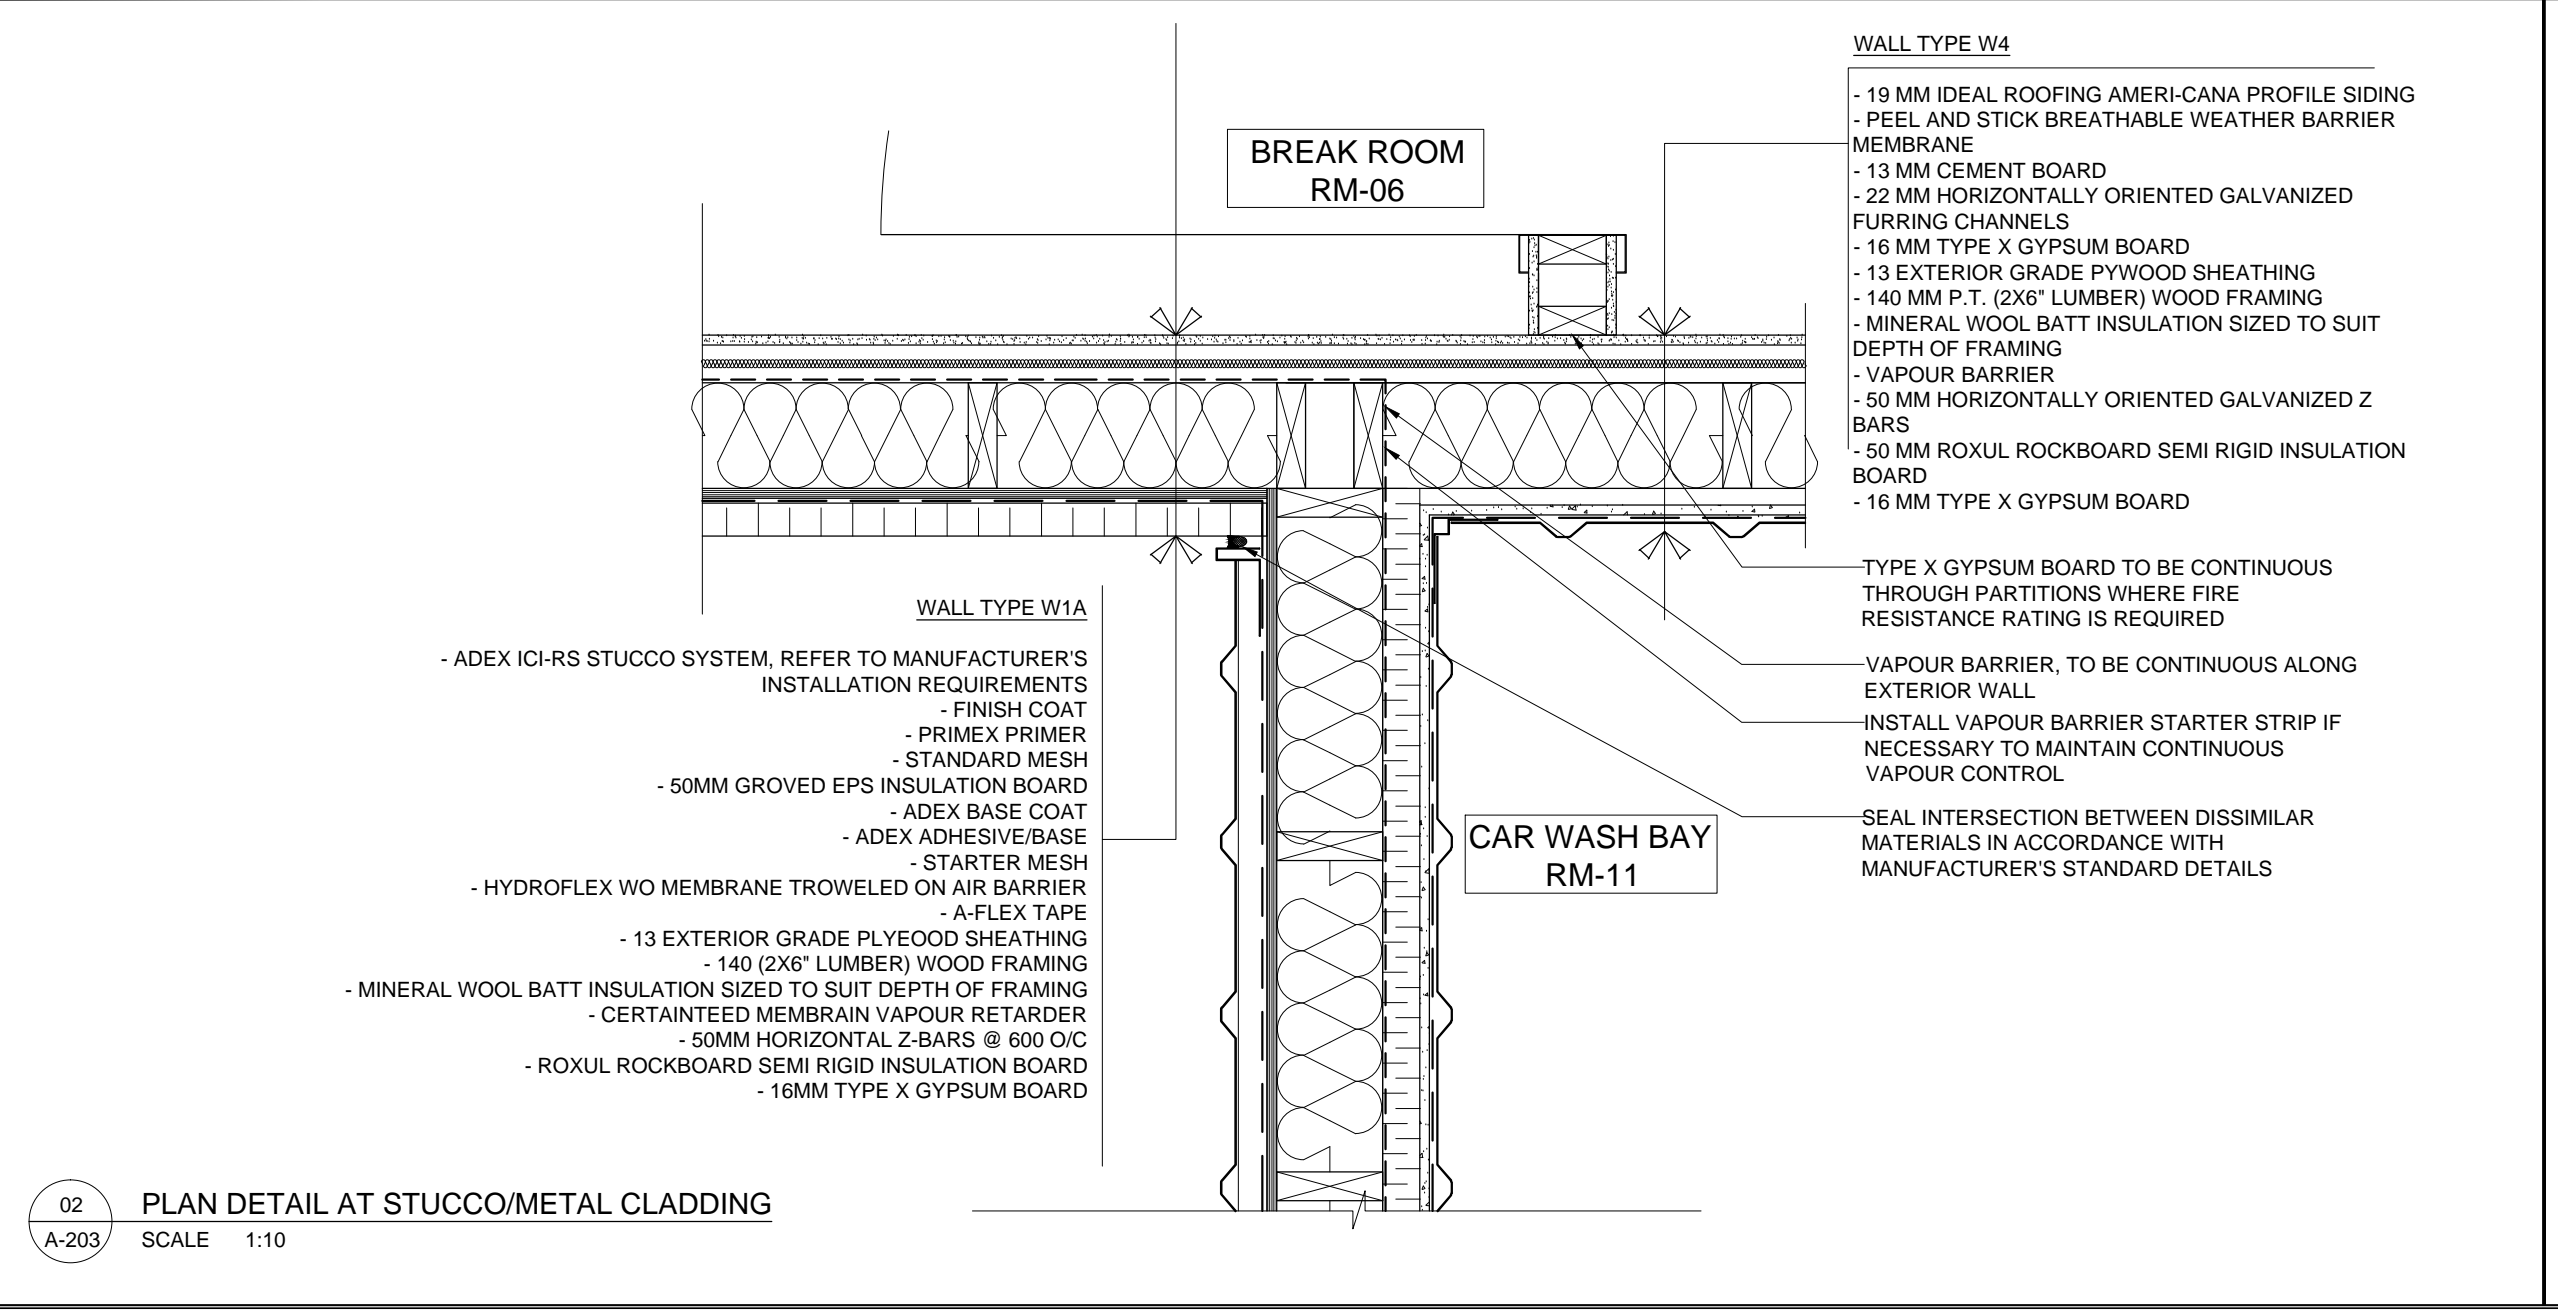 WALL TYPE W4
- 19 MM IDEAL ROOFING AMERI-CANA PROFILE SIDING
- PEEL AND STICK BREATHABLE WEATHER BARRIER
MEMBRANE
- 13 MM CEMENT BOARD
- 22 MM HORIZONTALLY ORIENTED GALVANIZED
FURRING CHANNELS
- 16 MM TYPE X GYPSUM BOARD
- 13 EXTERIOR GRADE PYWOOD SHEATHING
- 140 MM P.T. (2X6" LUMBER) WOOD FRAMING
- MINERAL WOOL BATT INSULATION SIZED TO SUIT
DEPTH OF FRAMING
- VAPOUR BARRIER
- 50 MM HORIZONTALLY ORIENTED GALVANIZED Z
BARS
- 50 MM ROXUL ROCKBOARD SEMI RIGID INSULATION
BOARD
- 16 MM TYPE X GYPSUM BOARD
BREAK ROOM
RM-06
TYPE X GYPSUM BOARD TO BE CONTINUOUS
THROUGH PARTITIONS WHERE FIRE
RESISTANCE RATING IS REQUIRED
VAPOUR BARRIER, TO BE CONTINUOUS ALONG
EXTERIOR WALL
INSTALL VAPOUR BARRIER STARTER STRIP IF
NECESSARY TO MAINTAIN CONTINUOUS
VAPOUR CONTROL
SEAL INTERSECTION BETWEEN DISSIMILAR
MATERIALS IN ACCORDANCE WITH
MANUFACTURER'S STANDARD DETAILS
CAR WASH BAY
RM-11
WALL TYPE W1A
- ADEX ICI-RS STUCCO SYSTEM, REFER TO MANUFACTURER'S
INSTALLATION REQUIREMENTS
- FINISH COAT
- PRIMEX PRIMER
- STANDARD MESH
- 50MM GROVED EPS INSULATION BOARD
- ADEX BASE COAT
- ADEX ADHESIVE/BASE
- STARTER MESH
- HYDROFLEX WO MEMBRANE TROWELED ON AIR BARRIER
- A-FLEX TAPE
- 13 EXTERIOR GRADE PLYEOOD SHEATHING
- 140 (2X6" LUMBER) WOOD FRAMING
- MINERAL WOOL BATT INSULATION SIZED TO SUIT DEPTH OF FRAMING
- CERTAINTEED MEMBRAIN VAPOUR RETARDER
- 50MM HORIZONTAL Z-BARS @ 600 O/C
- ROXUL ROCKBOARD SEMI RIGID INSULATION BOARD
- 16MM TYPE X GYPSUM BOARD
02
A-203
PLAN DETAIL AT STUCCO/METAL CLADDING
SCALE 1:10